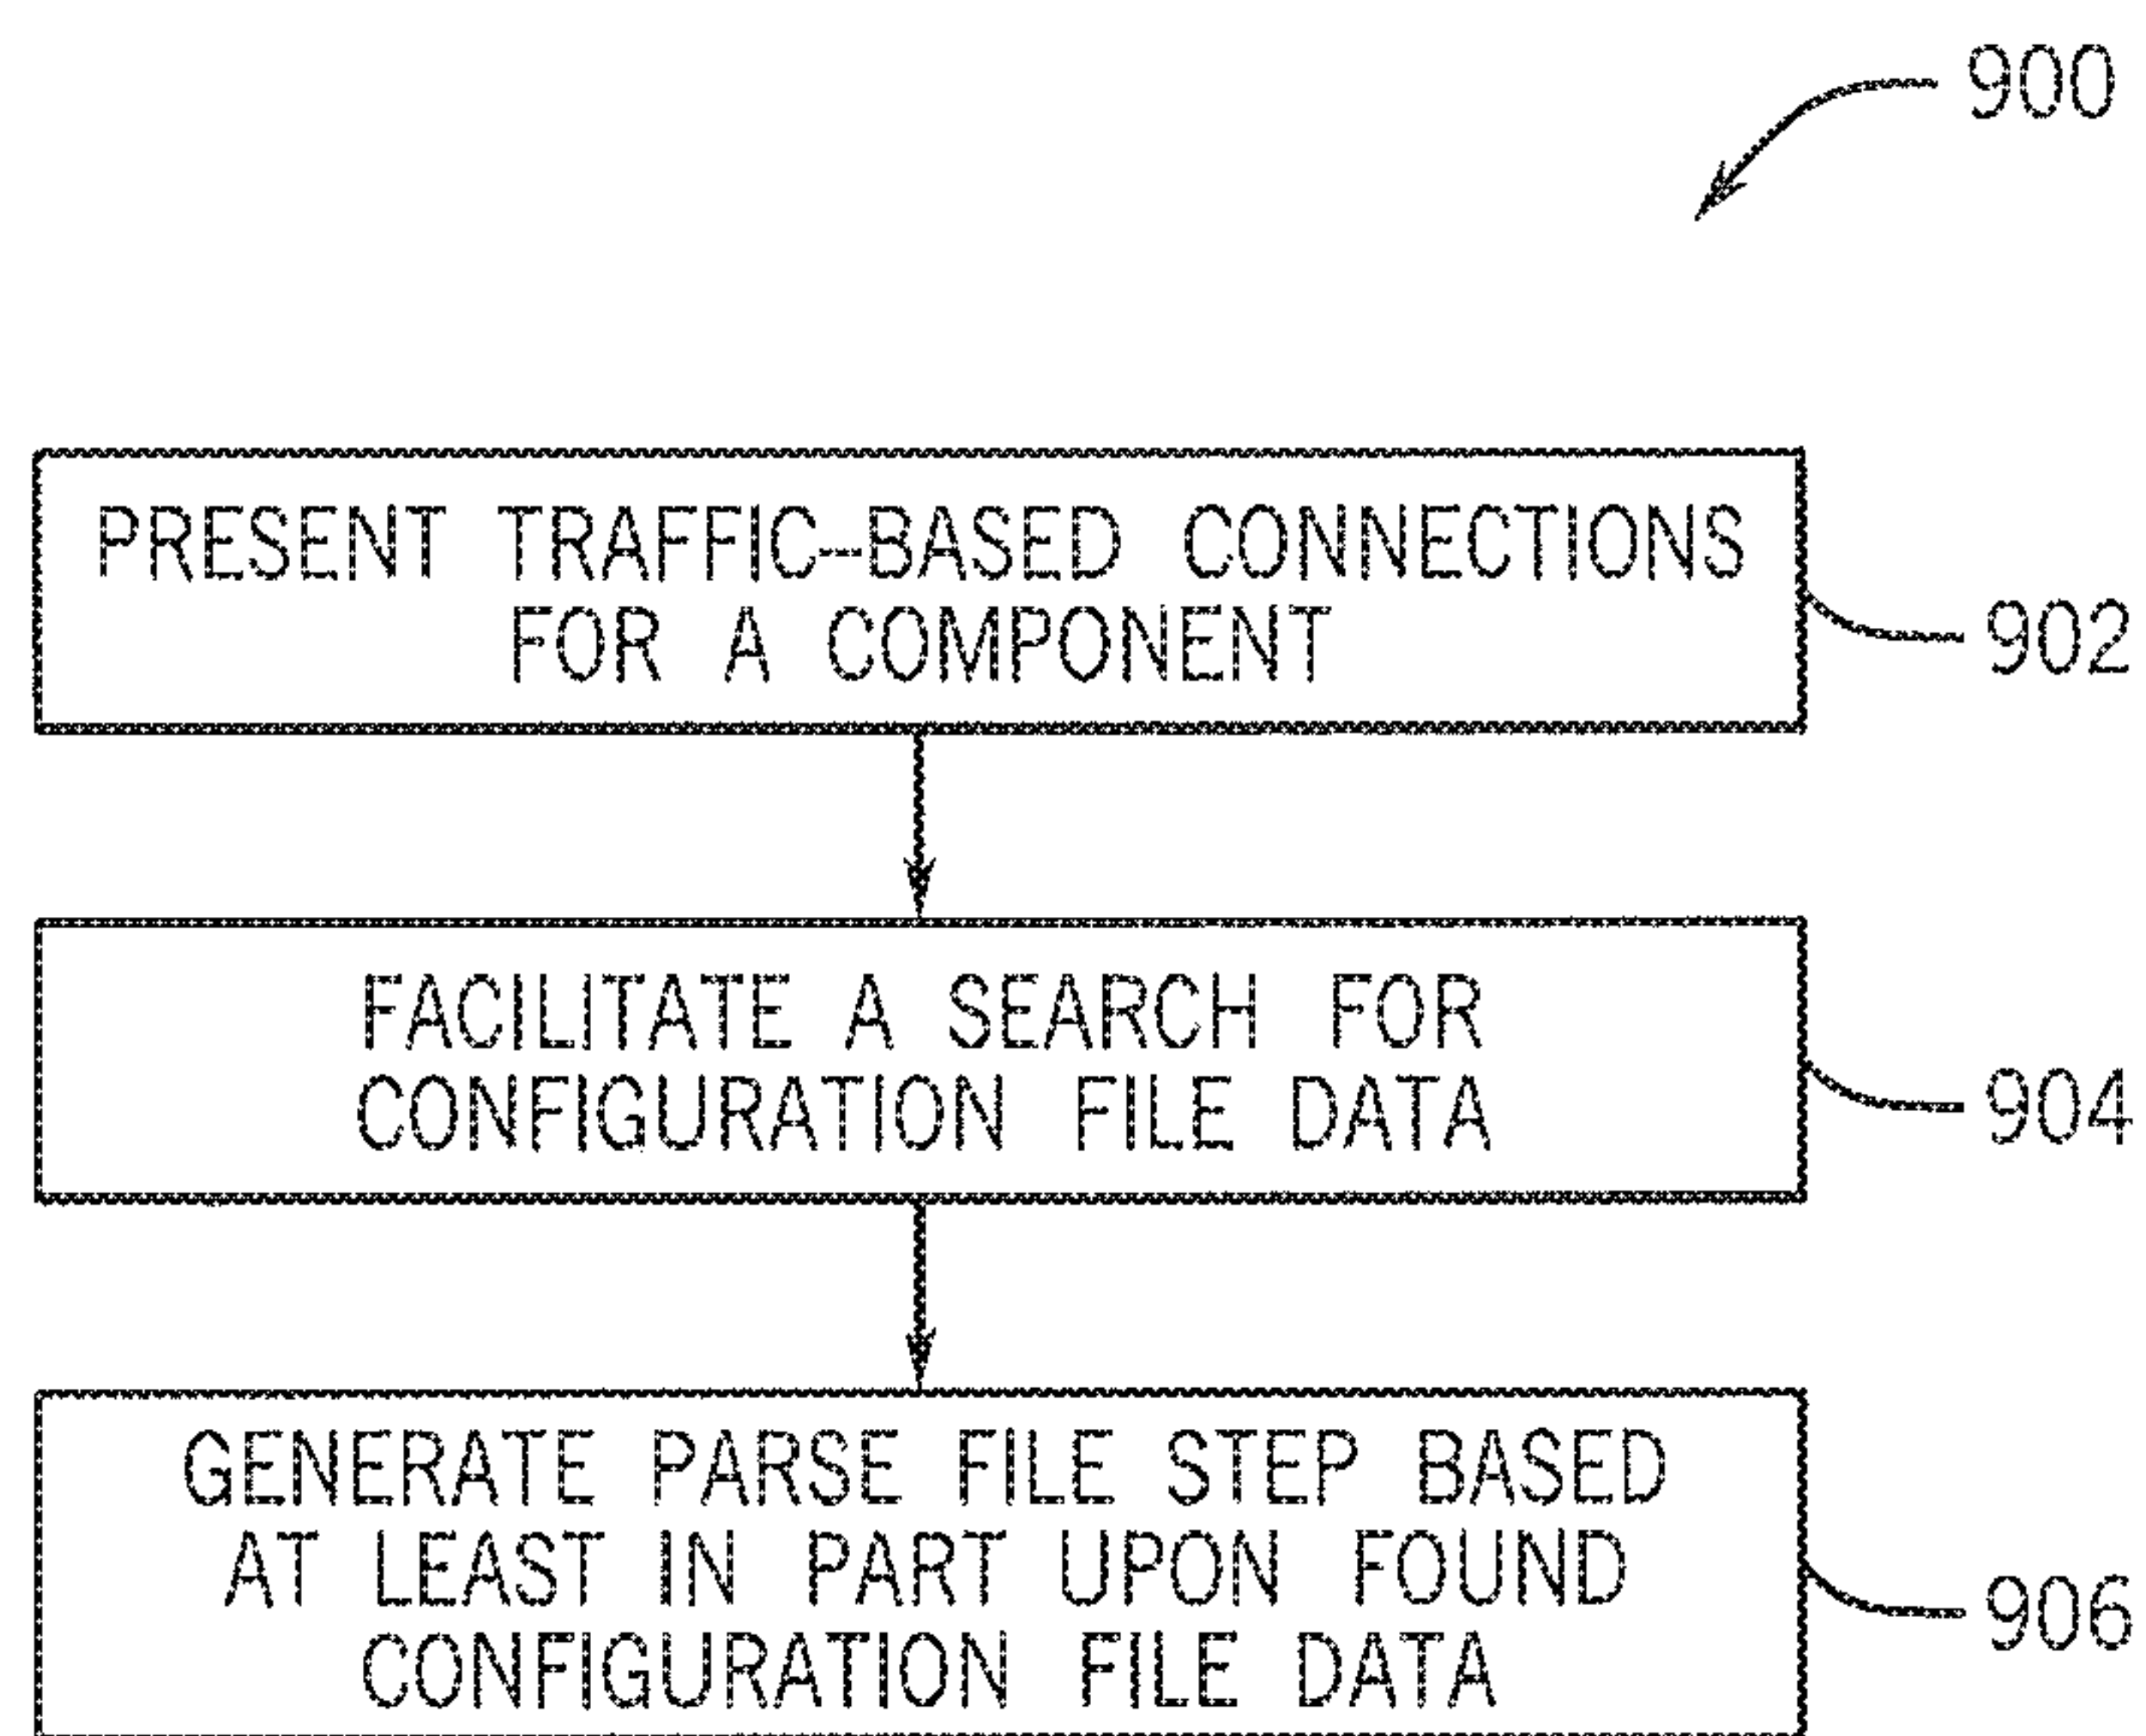 900
PRESENT TRAFFIC-BASED CONNECTIONS
FOR A COMPONENT
902
FACILITATE A SEARCH FOR
CONFIGURATION FILE DATA
904
GENERATE PARSE FILE STEP BASED
AT LEAST IN PART UPON FOUND
CONFIGURATION FILE DATA
906